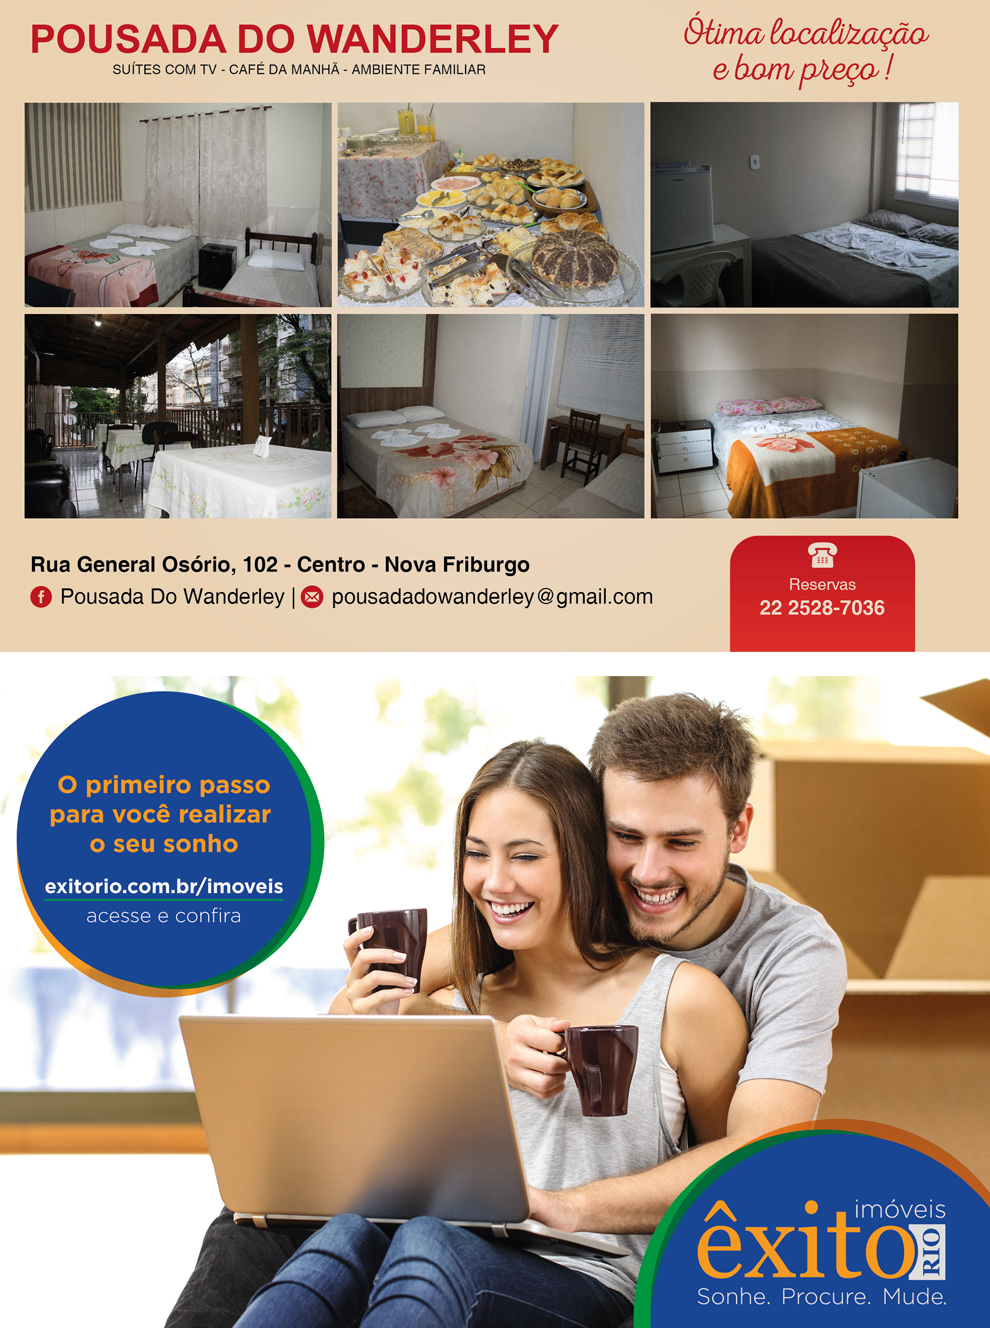 POUSADA DO WANDERLEY
SUÍTES COM TV - CAFÉ DA MANHÃ - AMBIENTE FAMILIAR
Ótima localização
e bom preço !
Rua General Osório, 102 - Centro - Nova Friburgo
Pousada Do Wanderley | pousadadowanderley@gmail.com
Reservas
22 2528-7036
O primeiro passo
para você realizar
o seu sonho
exitorio.com.br/imoveis
acesse e confira
imóveis
êxito RIO
Sonhe. Procure. Mude.